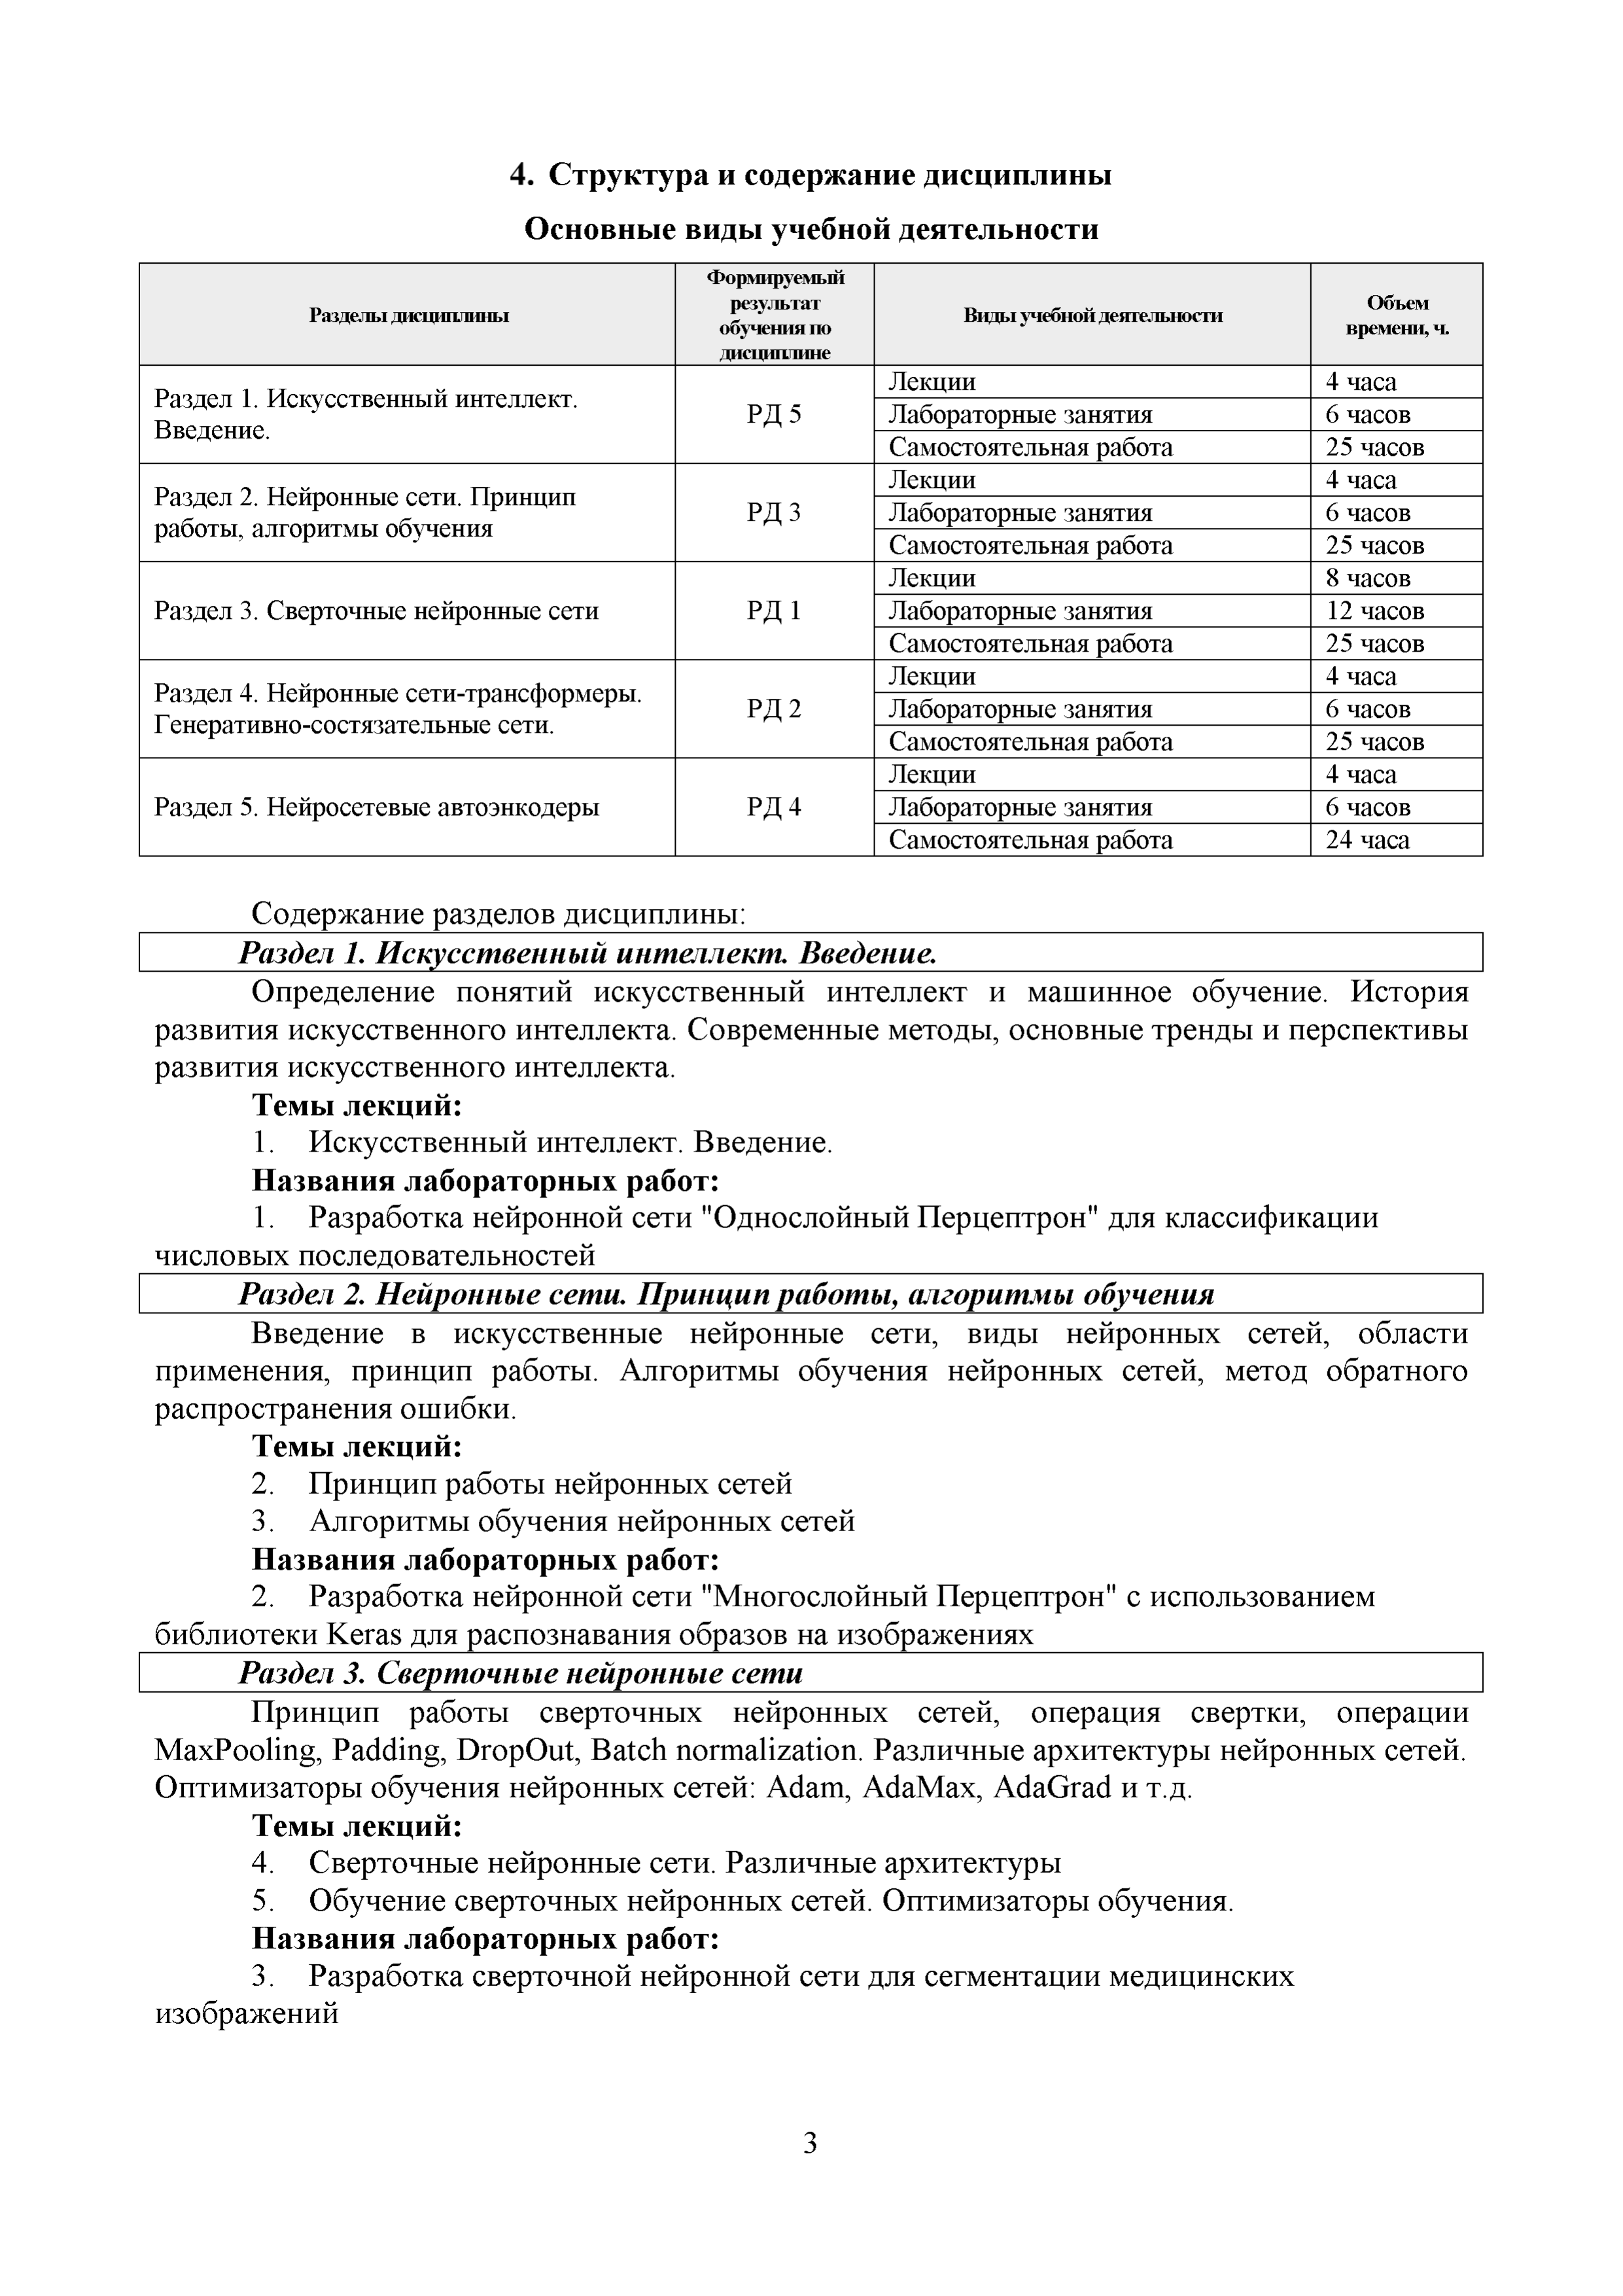 4. Структура и содержание дисциплины
Основные виды учебной деятельности
Разделы дисциплины
Формируемый
результат
обучения по
дисциплине
Виды учебной деятельности
Объем
времени, ч.
Раздел 1. Искусственный интеллект.
Введение.
РД 5
Лекции
4 часа
Лабораторные занятия
6 часов
Самостоятельная работа
25 часов
Раздел 2. Нейронные сети. Принцип
работы, алгоритмы обучения
РД 3
Лекции
4 часа
Лабораторные занятия
6 часов
Самостоятельная работа
25 часов
Раздел 3. Сверточные нейронные сети
РД 1
Лекции
8 часов
Лабораторные занятия
12 часов
Самостоятельная работа
25 часов
Раздел 4. Нейронные сети-трансформеры.
Генеративно-состязательные сети.
РД 2
Лекции
4 часа
Лабораторные занятия
6 часов
Самостоятельная работа
25 часов
Раздел 5. Нейросетевые автоэнкодеры
РД 4
Лекции
4 часа
Лабораторные занятия
6 часов
Самостоятельная работа
24 часа
Содержание разделов дисциплины:
Раздел 1. Искусственный интеллект. Введение.
Определение понятий искусственный интеллект и машинное обучение. История
развития искусственного интеллекта. Современные методы, основные тренды и перспективы
развития искусственного интеллекта.
Темы лекций:
1. Искусственный интеллект. Введение.
Названия лабораторных работ:
1. Разработка нейронной сети "Однослойный Перцептрон" для классификации
числовых последовательностей
Раздел 2. Нейронные сети. Принцип работы, алгоритмы обучения
Введение в искусственные нейронные сети, виды нейронных сетей, области
применения, принцип работы. Алгоритмы обучения нейронных сетей, метод обратного
распространения ошибки.
Темы лекций:
2. Принцип работы нейронных сетей
3. Алгоритмы обучения нейронных сетей
Названия лабораторных работ:
2. Разработка нейронной сети "Многослойный Перцептрон" с использованием
библиотеки Keras для распознавания образов на изображениях
Раздел 3. Сверточные нейронные сети
Принцип работы сверточных нейронных сетей, операция свертки, операции
MaxPooling, Padding, DropOut, Batch normalization. Различные архитектуры нейронных сетей.
Оптимизаторы обучения нейронных сетей: Adam, AdaMax, AdaGrad и т.д.
Темы лекций:
4. Сверточные нейронные сети. Различные архитектуры
5. Обучение сверточных нейронных сетей. Оптимизаторы обучения.
Названия лабораторных работ:
3. Разработка сверточной нейронной сети для сегментации медицинских
изображений
3